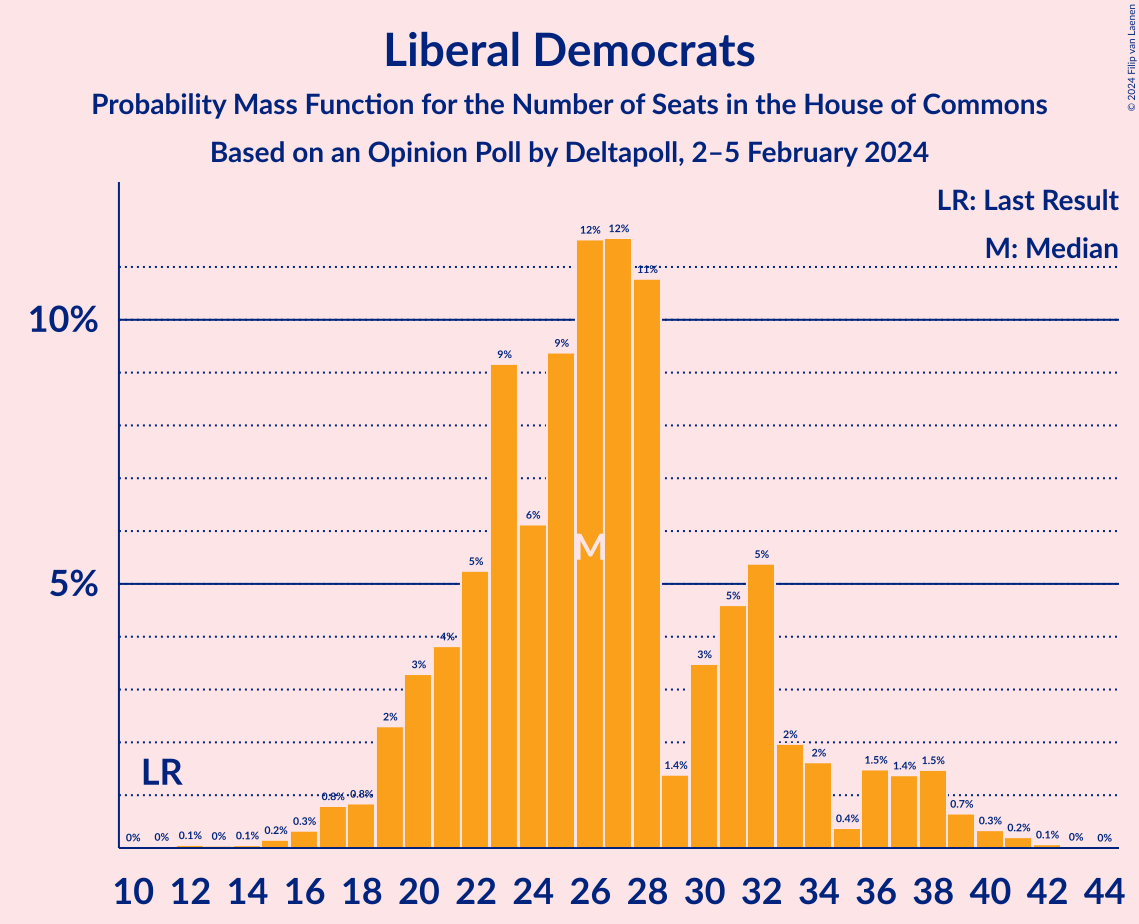 Liberal Democrats
Probability Mass Function for the Number of Seats in the House of Commons
Based on an Opinion Poll by Deltapoll, 2–5 February 2024
© 2024 Filip van Laenen
LR: Last Result
M: Median
10%
5%
0% 0% 0.1% 0% 0.1% 0.2% 0.3% 0.8% 0.8% 2% 3% 4% 5% 9% 6% 9% 12% 12% 11% 1.4% 3% 5% 5% 2% 2% 0.4% 1.5% 1.4% 1.5% 0.7% 0.3% 0.2% 0.1% 0% 0%
M
LR
10 12 14 16 18 20 22 24 26 28 30 32 34 36 38 40 42 44